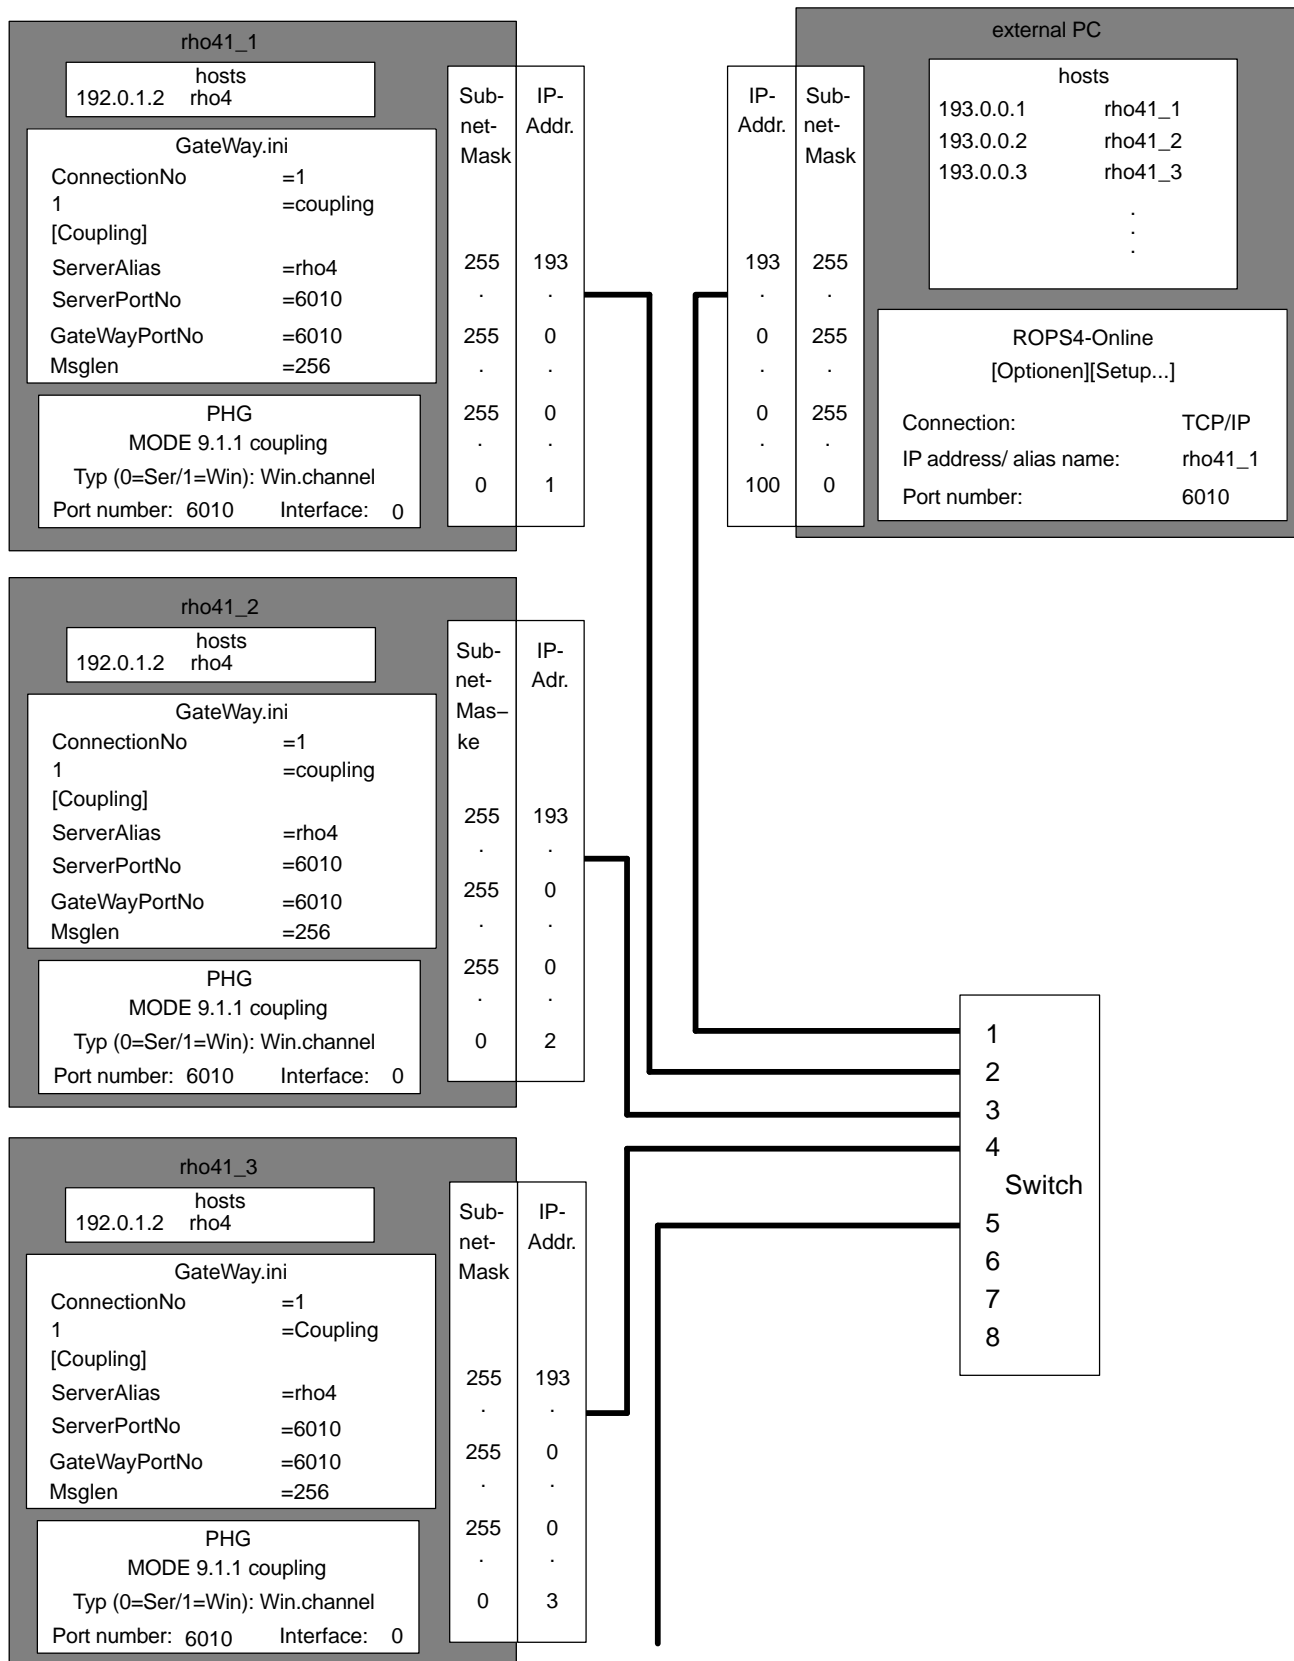 rho41_1
hosts
192.0.1.2 rho4
GateWay.ini
ConnectionNo =1
1 =coupling
[Coupling]
ServerAlias =rho4
ServerPortNo =6010
GateWayPortNo =6010
Msglen =256
PHG
MODE 9.1.1 coupling
Typ (0=Ser/1=Win): Win.channel
Port number: 6010 Interface: 0
Sub- IP-
net- Addr.
Mask
255 193
. .
255 0
. .
255 0
. .
0 1
external PC
IP- Sub-
Addr. net-
Mask
193 255
. .
0 255
. .
0 255
. .
100 0
hosts
193.0.0.1 rho41_1
193.0.0.2 rho41_2
193.0.0.3 rho41_3
.
.
.
ROPS4-Online
[Optionen][Setup...]
Connection: TCP/IP
IP address/ alias name: rho41_1
Port number: 6010
rho41_2
hosts
192.0.1.2 rho4
GateWay.ini
ConnectionNo =1
1 =coupling
[Coupling]
ServerAlias =rho4
ServerPortNo =6010
GateWayPortNo =6010
Msglen =256
PHG
MODE 9.1.1 coupling
Typ (0=Ser/1=Win): Win.channel
Port number: 6010 Interface: 0
Sub- IP-
net- Adr.
Mas–
ke
255 193
. .
255 0
. .
255 0
. .
0 2
rho41_3
hosts
192.0.1.2 rho4
GateWay.ini
ConnectionNo =1
1 =Coupling
[Coupling]
ServerAlias =rho4
ServerPortNo =6010
GateWayPortNo =6010
Msglen =256
PHG
MODE 9.1.1 coupling
Typ (0=Ser/1=Win): Win.channel
Port number: 6010 Interface: 0
Sub- IP-
net- Addr.
Mask
255 193
. .
255 0
. .
255 0
. .
0 3
1
2
3
4
Switch
5
6
7
8